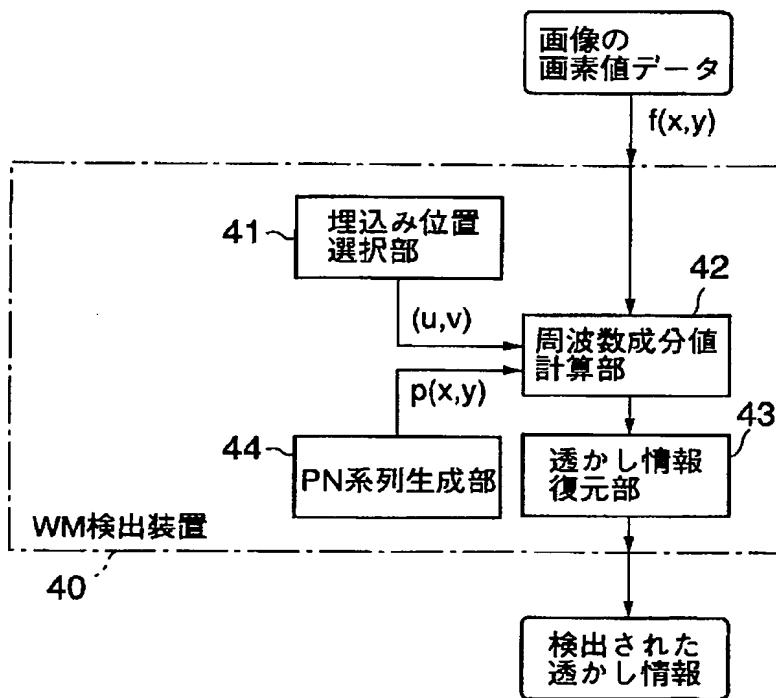 画像の
画素値データ
f(x,y)
41
埋込み位置
選択部
42
(u,v)
周波数成分値
計算部
p(x,y)
43
44
PN系列生成部
透かし情報
復元部
WM検出装置
40
検出された
透かし情報